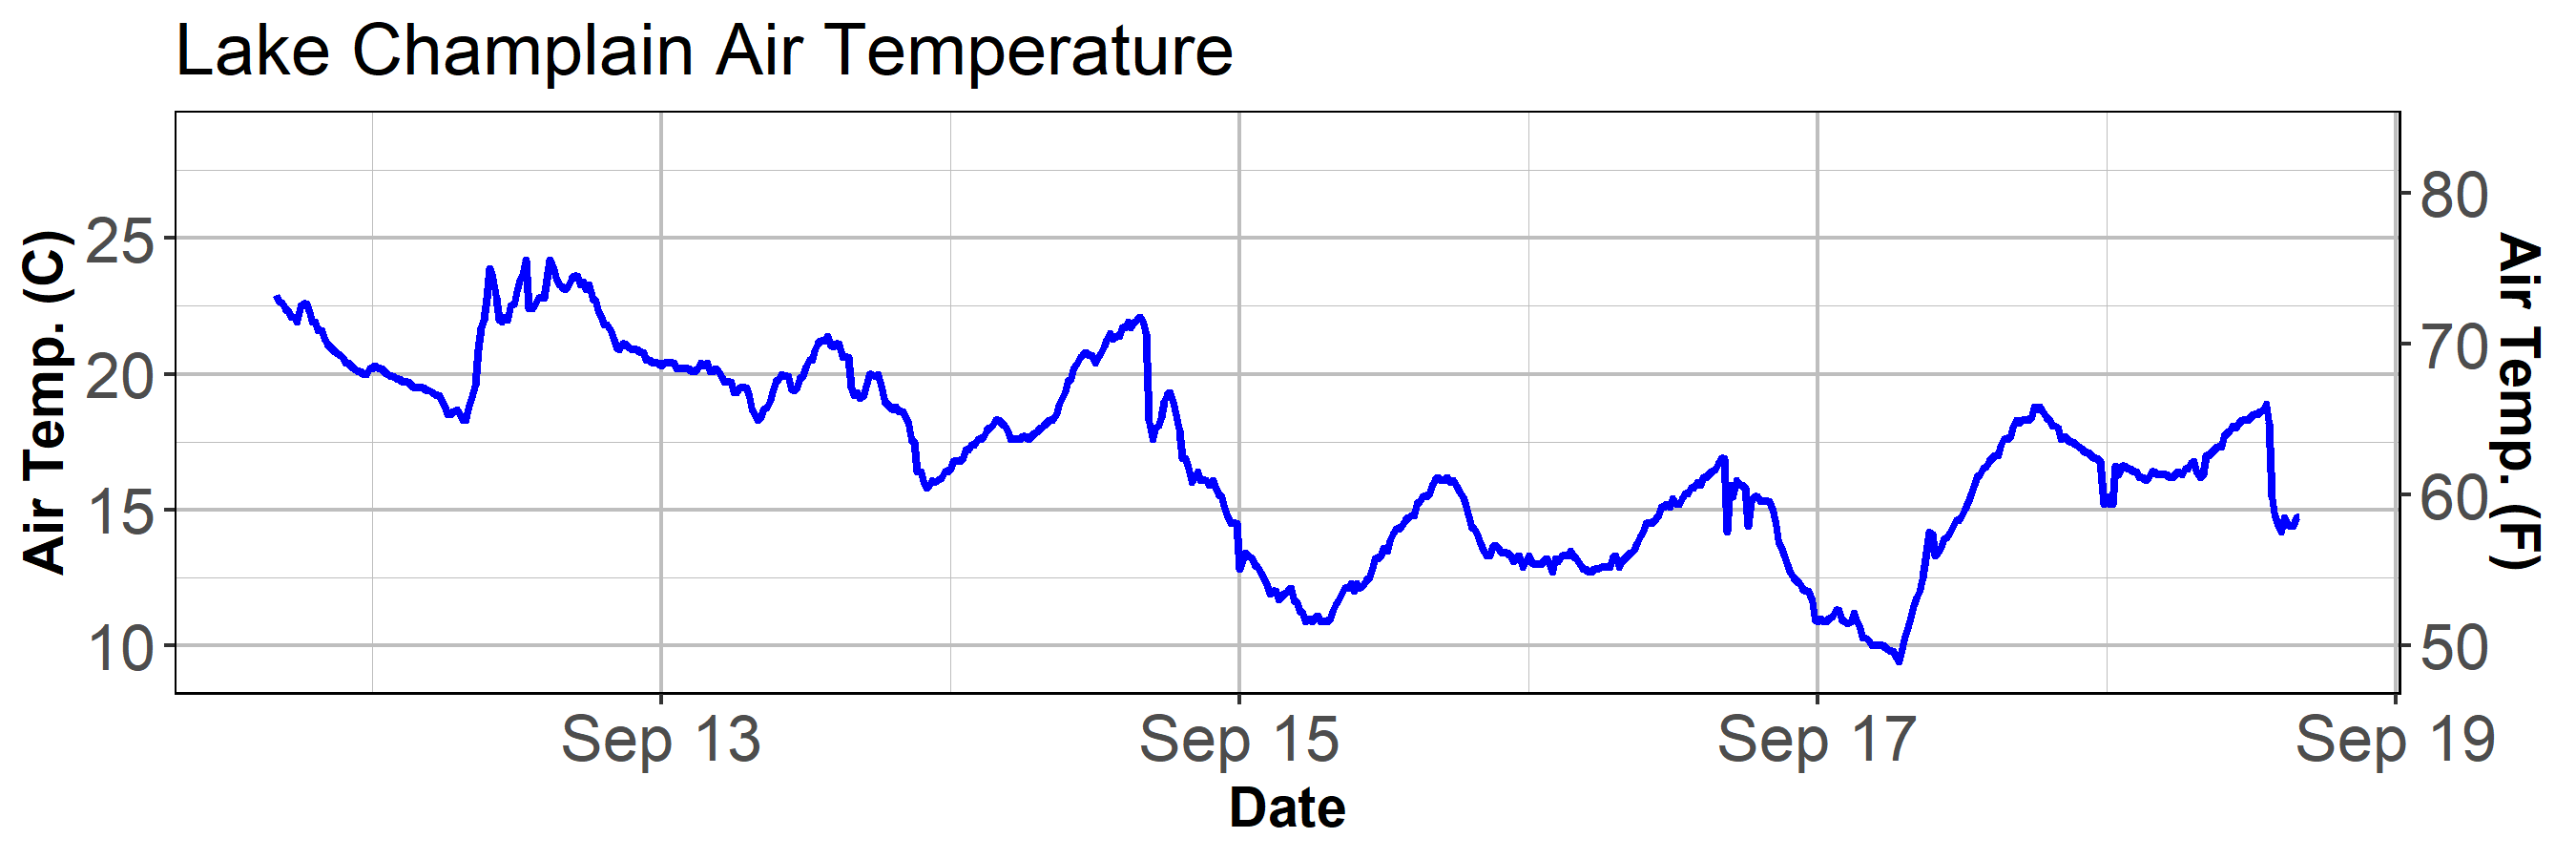 Lake Champlain Air Temperature
Air Temp. (C)
25
20
15
10
80
70
60
50
Air Temp. (F)
Sep 13
Sep 15
Sep 17
Sep 19
Date